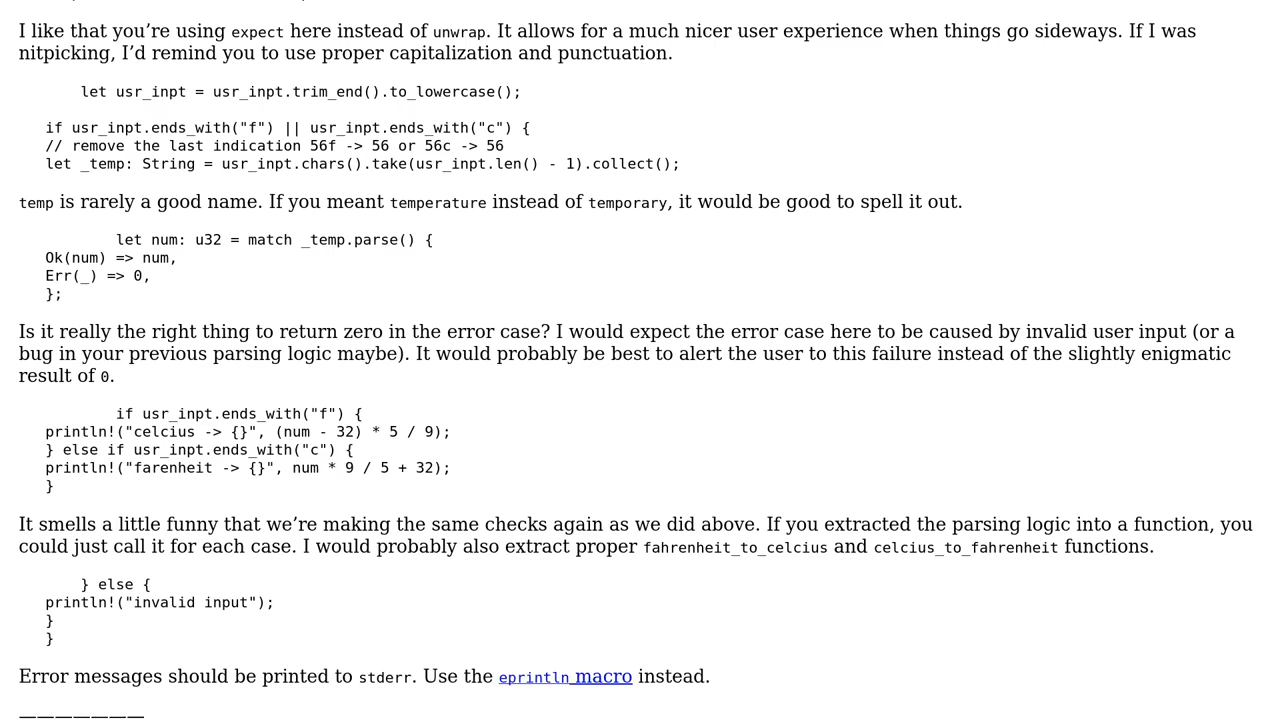 I like that you’re using expect here instead of unwrap. It allows for a much nicer user experience when things go sideways. If I was
nitpicking, I’d remind you to use proper capitalization and punctuation.
let usr_inpt = usr_inpt.trim_end().to_lowercase();
if usr_inpt.ends_with("f") || usr_inpt.ends_with("c") {
// remove the last indication 56f -> 56 or 56c -> 56
let _temp: String = usr_inpt.chars().take(usr_inpt.len() - 1).collect();
temp is rarely a good name. If you meant temperature instead of temporary, it would be good to spell it out.
let num: u32 = match _temp.parse() {
Ok(num) => num,
Err(_) => 0,
};
Is it really the right thing to return zero in the error case? I would expect the error case here to be caused by invalid user input (or a
bug in your previous parsing logic maybe). It would probably be best to alert the user to this failure instead of the slightly enigmatic
result of 0.
if usr_inpt.ends_with("f") {
println!("celcius -> {}", (num - 32) * 5 / 9);
} else if usr_inpt.ends_with("c") {
println!("farenheit -> {}", num * 9 / 5 + 32);
}
It smells a little funny that we’re making the same checks again as we did above. If you extracted the parsing logic into a function, you
could just call it for each case. I would probably also extract proper fahrenheit_to_celcius and celcius_to_fahrenheit functions.
} else {
println!("invalid input");
}
}
Error messages should be printed to stderr. Use the eprintln macro instead.
———————